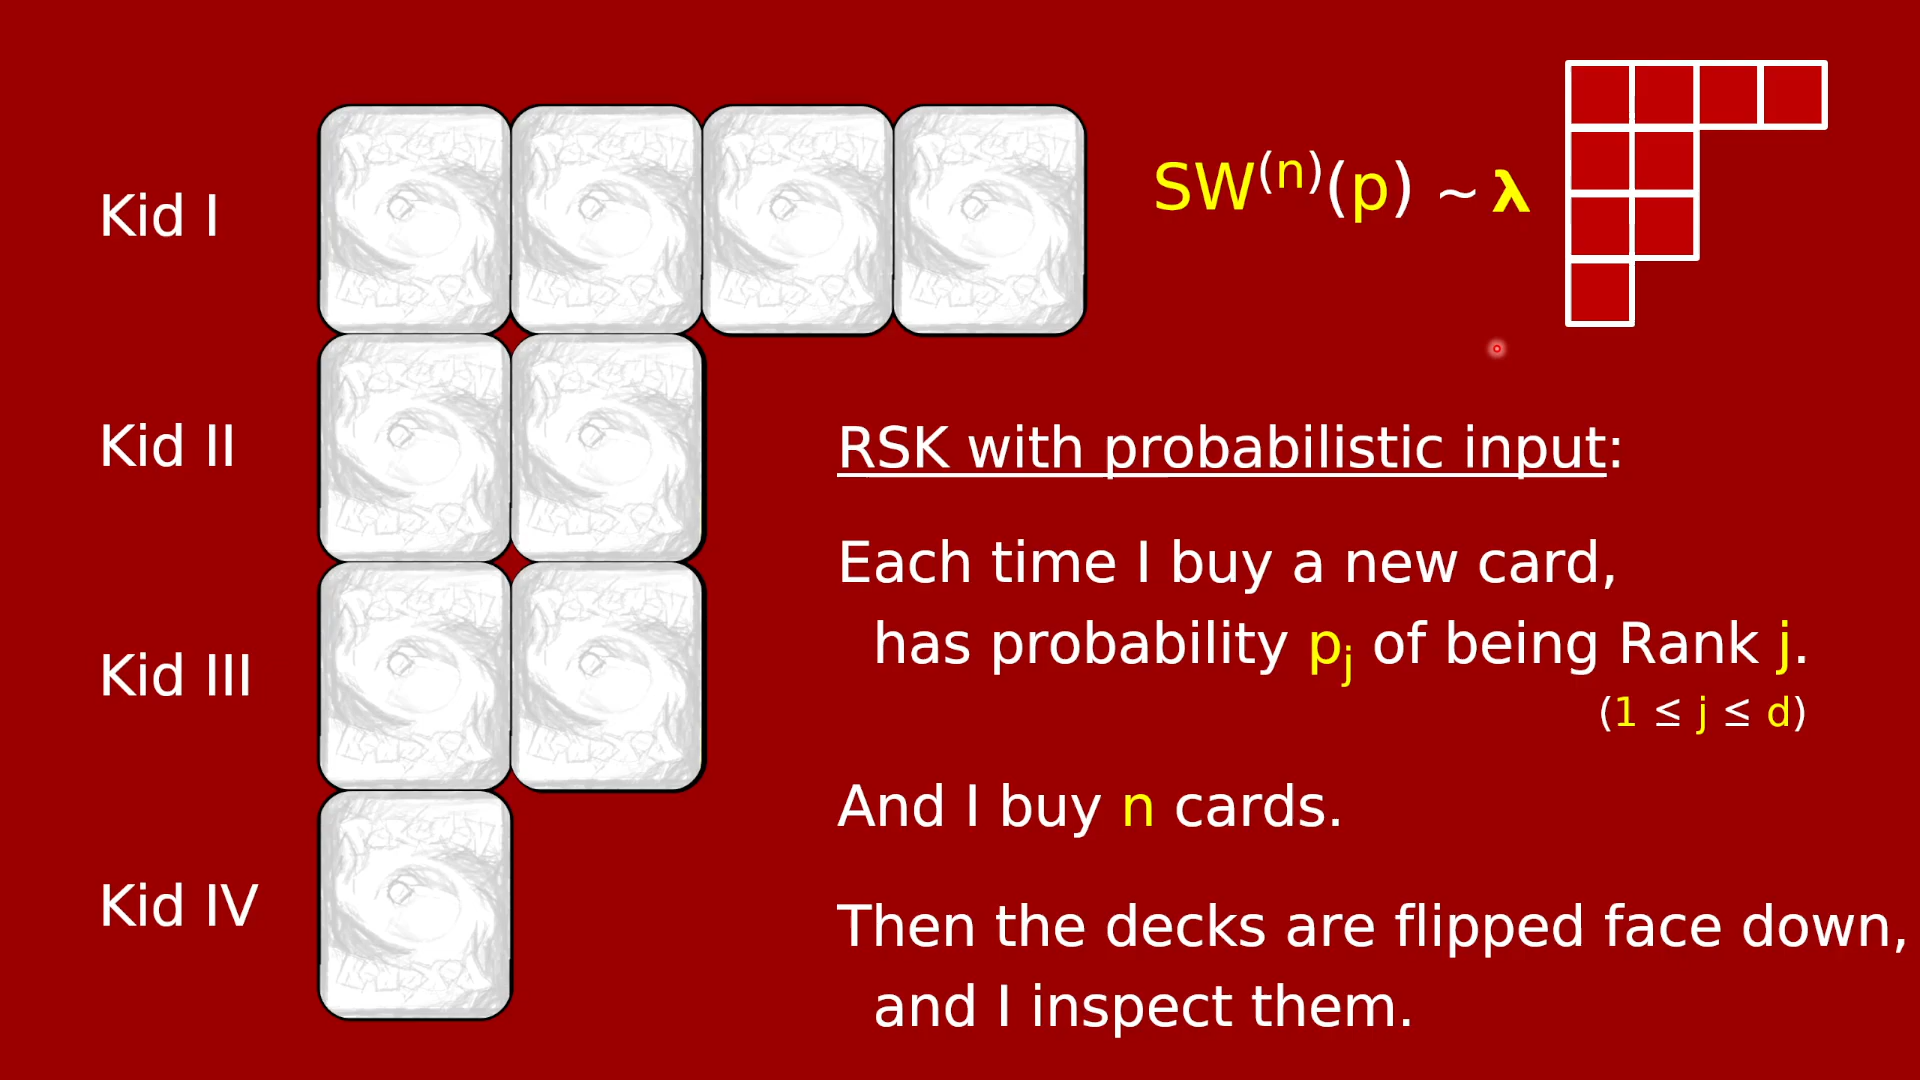 Kid I
SW⁽ⁿ⁾(p) ~ λ
Kid II
RSK with probabilistic input:
Each time I buy a new card,
has probability pⱼ of being Rank j.
Kid III
(1 ≤ j ≤ d)
And I buy n cards.
Kid IV
Then the decks are flipped face down,
and I inspect them.